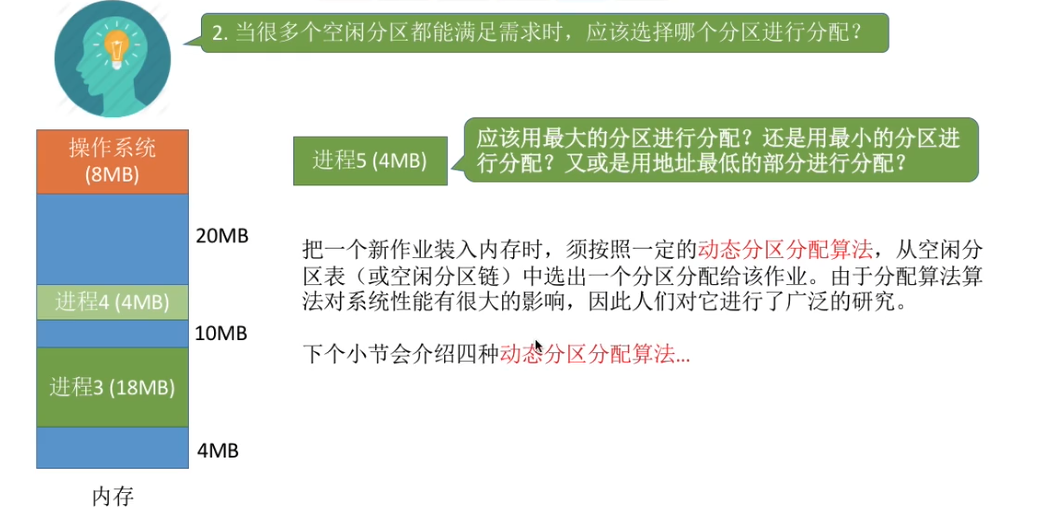 2. 当很多个空闲分区都能满足需求时，应该选择哪个分区进行分配？
操作系统
(8MB)
20MB
进程4 (4MB)
10MB
进程3 (18MB)
4MB
内存
进程5 (4MB)
应该用最大的分区进行分配？还是用最小的分区进
行分配？又或是用地址最低的部分进行分配？
把一个新作业装入内存时，须按照一定的动态分区分配算法，从空闲分
区表（或空闲分区链）中选出一个分区分配给该作业。由于分配算法算
法对系统性能有很大的影响，因此人们对它进行了广泛的研究。
下个小节会介绍四种动态分区分配算法...